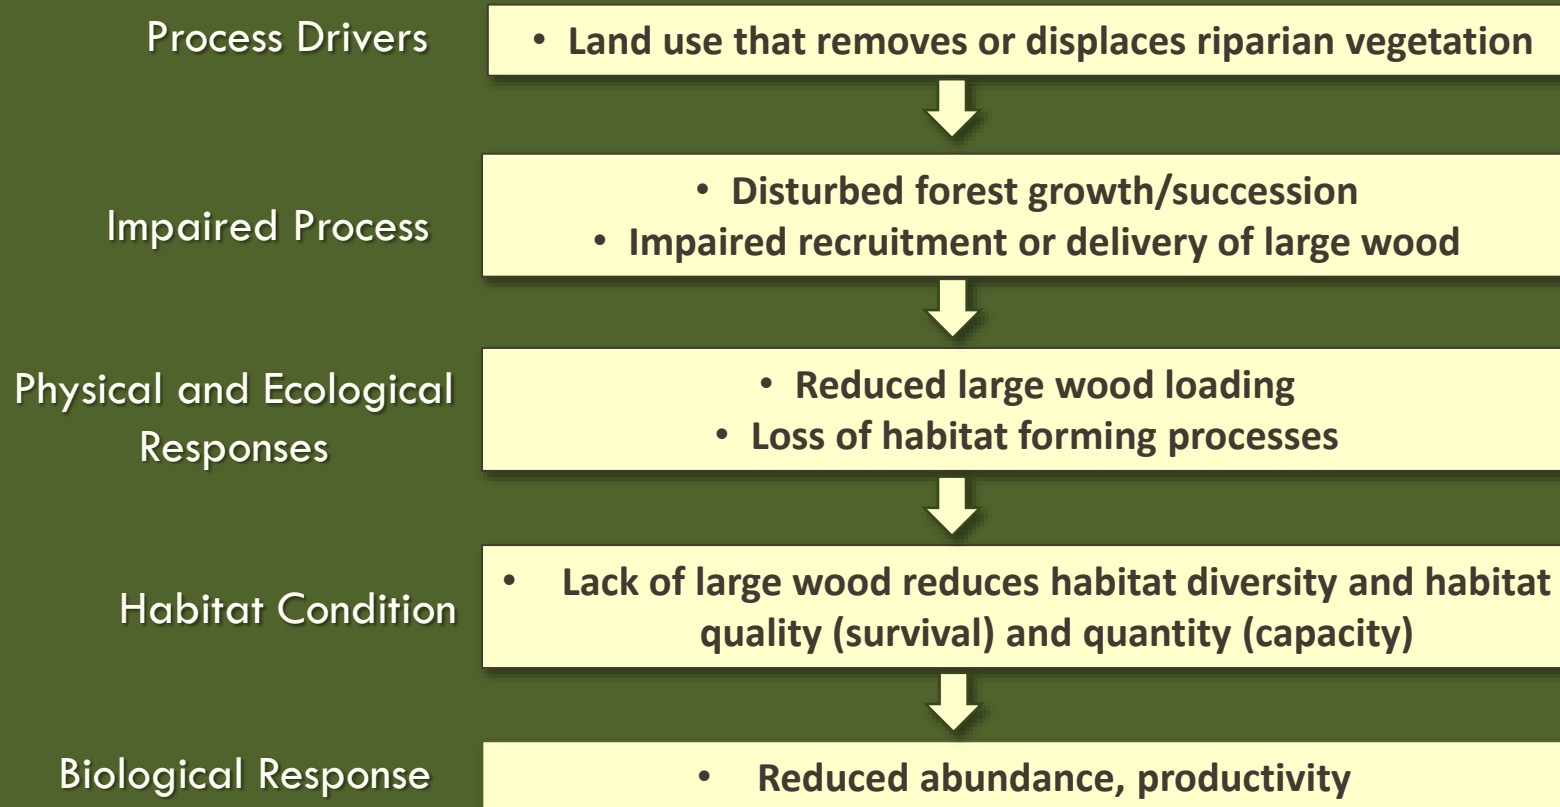 Process Drivers
• Land use that removes or displaces riparian vegetation
Impaired Process
• Disturbed forest growth/succession
• Impaired recruitment or delivery of large wood
Physical and Ecological
Responses
• Reduced large wood loading
• Loss of habitat forming processes
Habitat Condition
• Lack of large wood reduces habitat diversity and habitat
quality (survival) and quantity (capacity)
Biological Response
• Reduced abundance, productivity